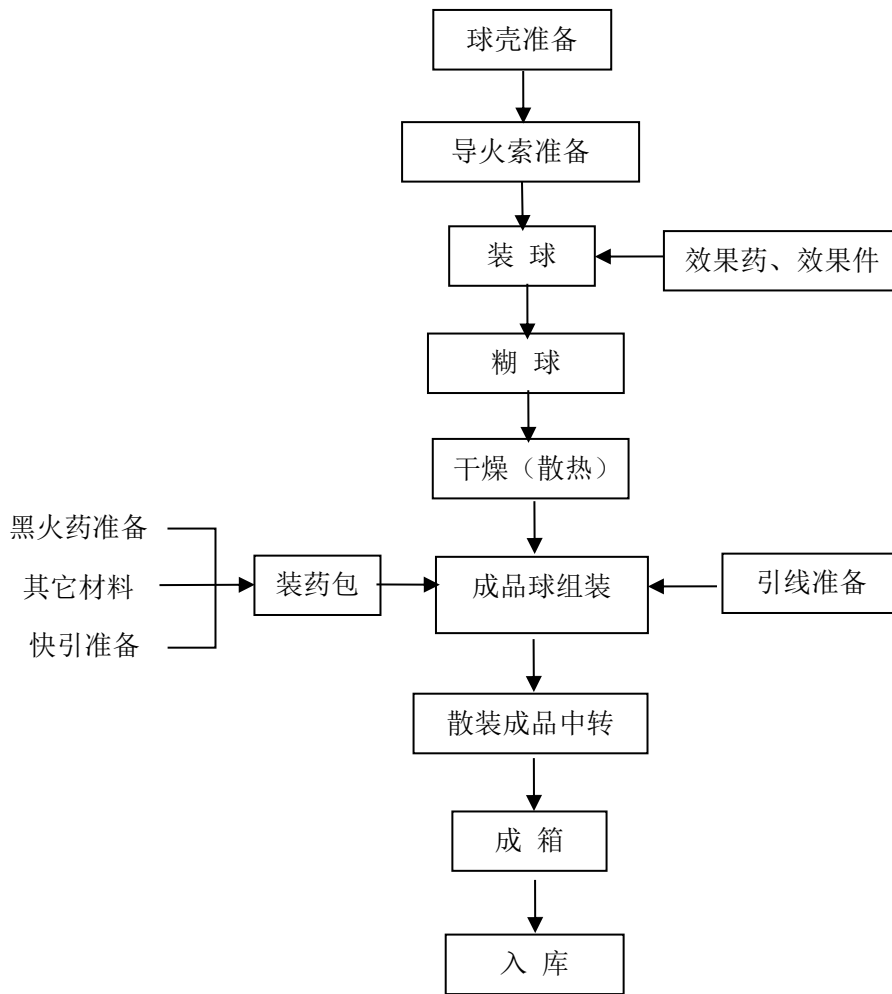 球壳准备
导火索准备
装 球
效果药、效果件
糊 球
干燥（散热）
黑火药准备
其它材料
快引准备
装药包
成品球组装
引线准备
散装成品中转
成 箱
入 库